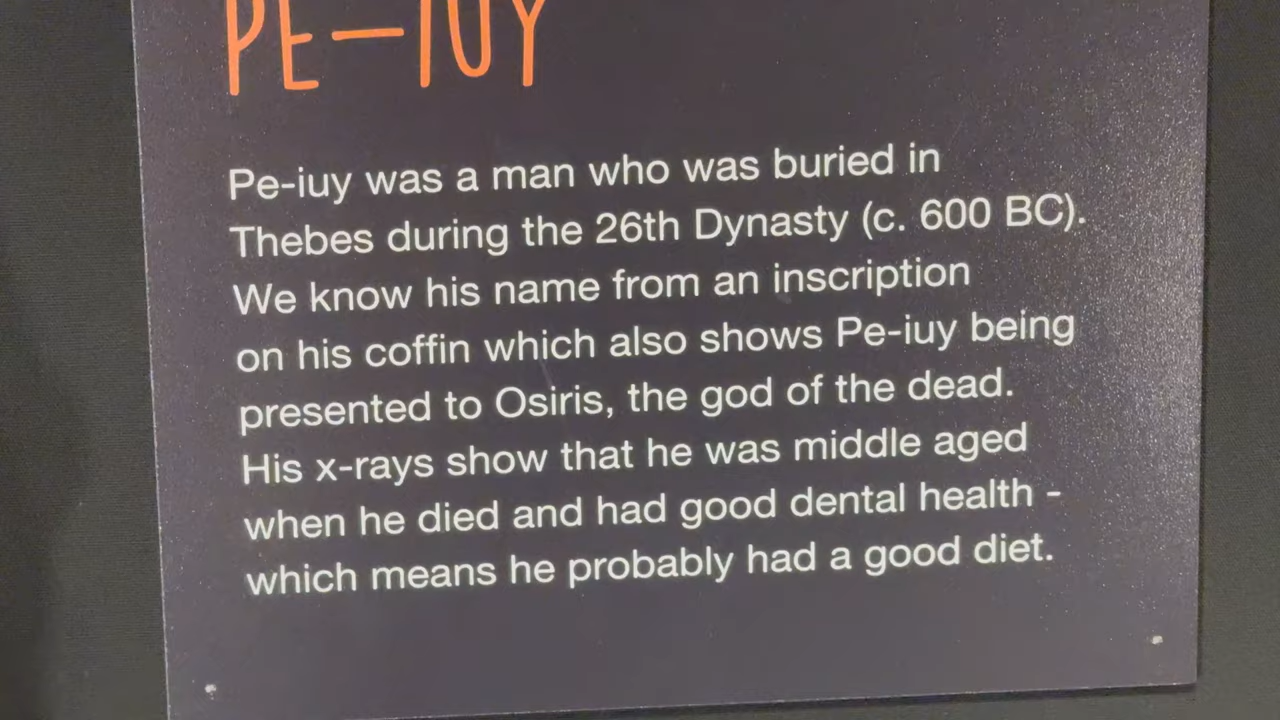 PE-IUY
Pe-iuy was a man who was buried in
Thebes during the 26th Dynasty (c. 600 BC).
We know his name from an inscription
on his coffin which also shows Pe-iuy being
presented to Osiris, the god of the dead.
His x-rays show that he was middle aged
when he died and had good dental health -
which means he probably had a good diet.